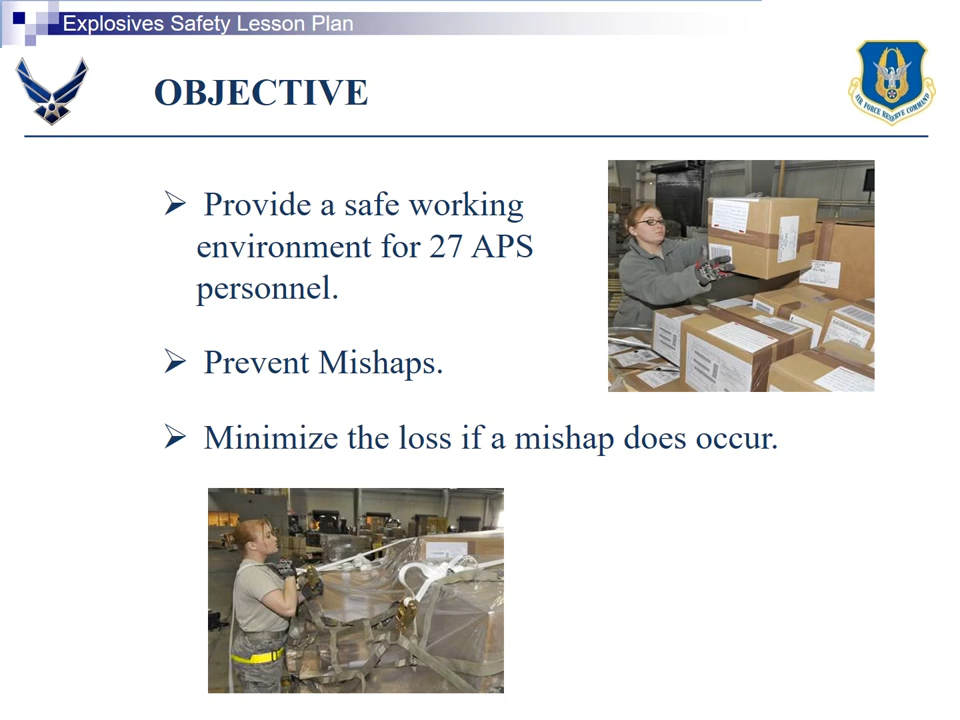 Explosives Safety Lesson Plan
OBJECTIVE
AIR FORCE RESERVE COMMAND
➢ Provide a safe working
environment for 27 APS
personnel.
➢ Prevent Mishaps.
➢ Minimize the loss if a mishap does occur.